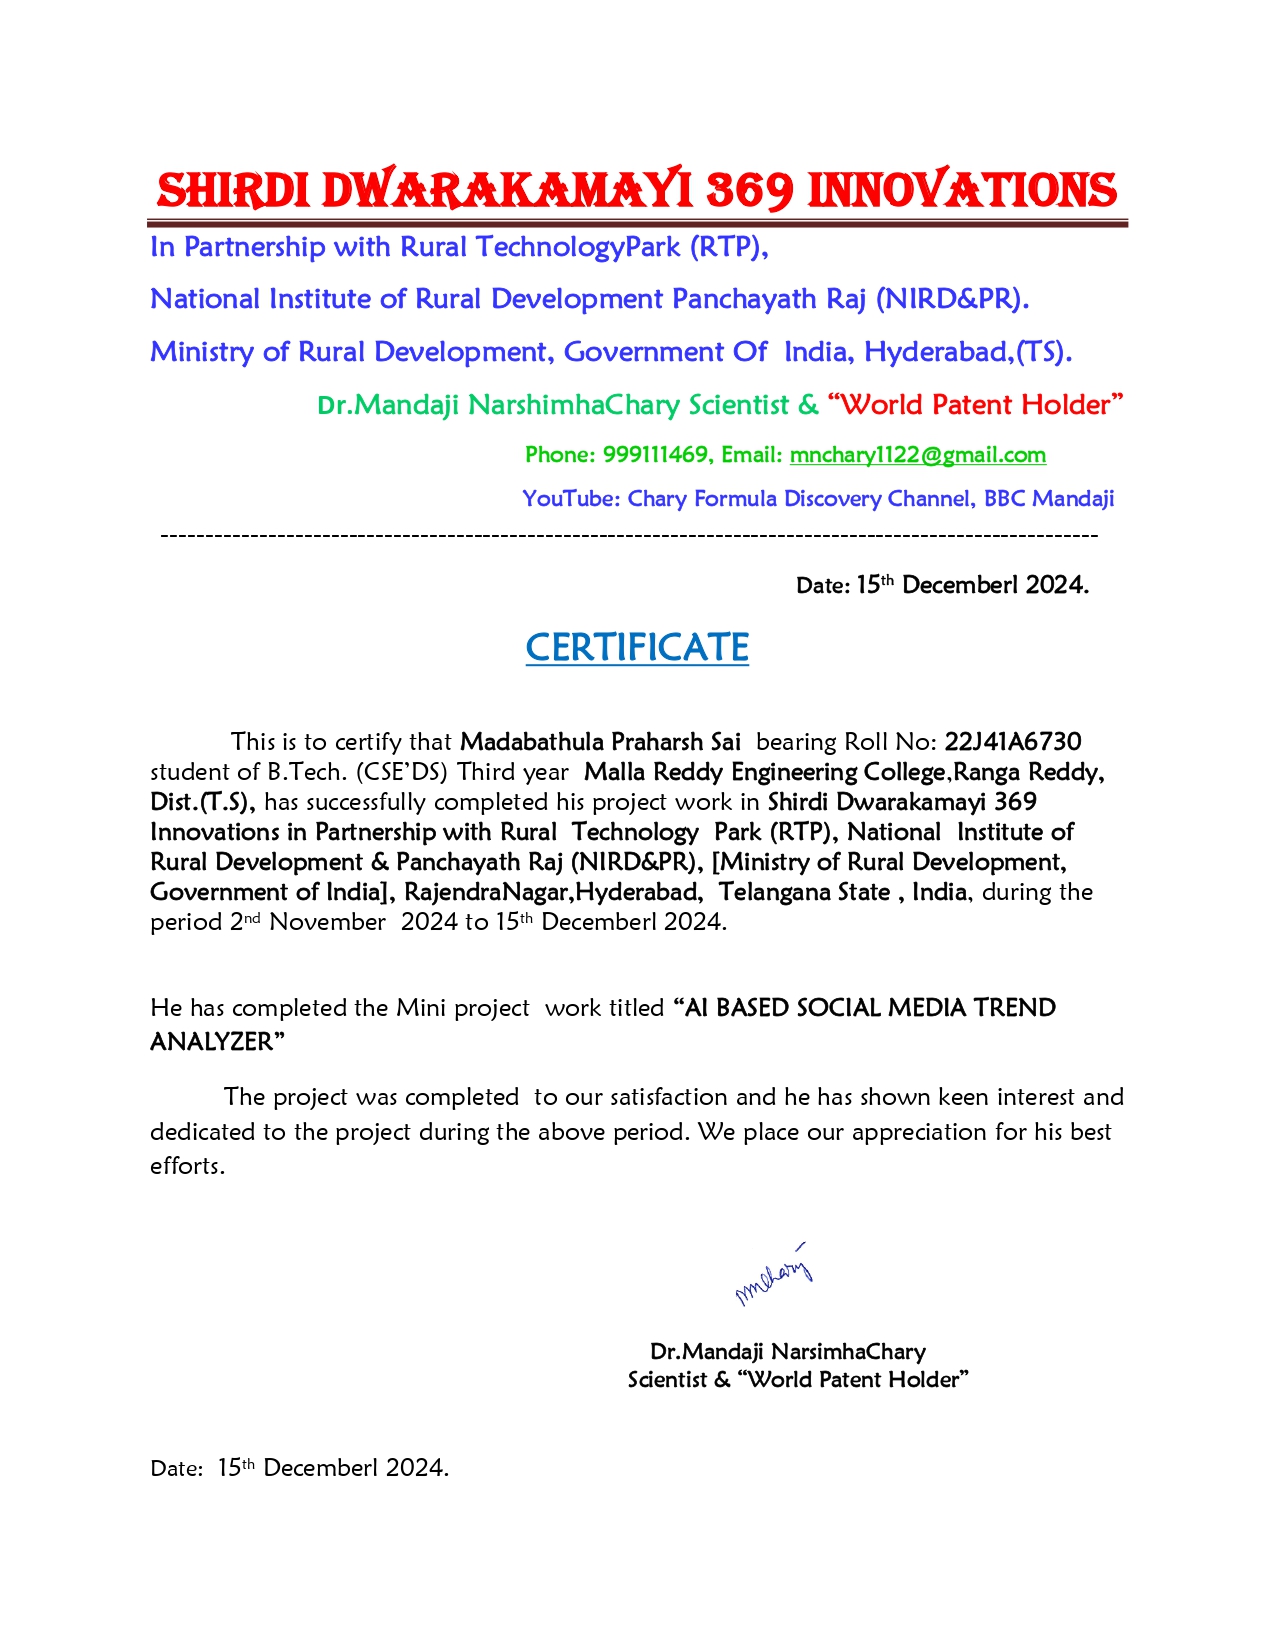 SHIRDI DWARAKAMAYI 369 INNOVATIONS
In Partnership with Rural TechnologyPark (RTP),
National Institute of Rural Development Panchayath Raj (NIRD&PR).
Ministry of Rural Development, Government Of India, Hyderabad,(TS).
Dr.Mandaji NarshimhaChary Scientist & “World Patent Holder”
Phone: 999111469, Email: mnchary1122@gmail.com
YouTube: Chary Formula Discovery Channel, BBC Mandaji
--------------------------------------------------------------------------------------------------------
Date: 15th Decemberl 2024.
CERTIFICATE
This is to certify that Madabathula Praharsh Sai bearing Roll No: 22J41A6730
student of B.Tech. (CSE’DS) Third year Malla Reddy Engineering College,Ranga Reddy,
Dist.(T.S), has successfully completed his project work in Shirdi Dwarakamayi 369
Innovations in Partnership with Rural Technology Park (RTP), National Institute of
Rural Development & Panchayath Raj (NIRD&PR), [Ministry of Rural Development,
Government of India], RajendraNagar,Hyderabad, Telangana State , India, during the
period 2nd November 2024 to 15th Decemberl 2024.
He has completed the Mini project work titled “AI BASED SOCIAL MEDIA TREND
ANALYZER”
The project was completed to our satisfaction and he has shown keen interest and
dedicated to the project during the above period. We place our appreciation for his best
efforts.
mnchary
Dr.Mandaji NarsimhaChary
Scientist & “World Patent Holder”
Date: 15th Decemberl 2024.